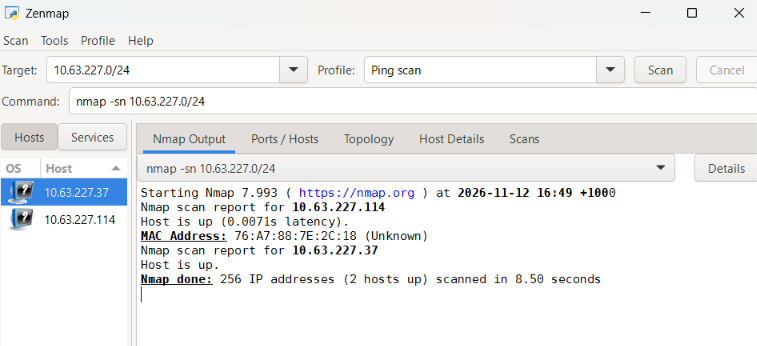 Zenmap
Scan Tools Profile Help
Target: 10.63.227.0/24 Profile: Ping scan Scan Cancel
Command: nmap -sn 10.63.227.0/24
Hosts Services Nmap Output Ports / Hosts Topology Host Details Scans
OS Host nmap -sn 10.63.227.0/24 Details
10.63.227.37
10.63.227.114
Starting Nmap 7.993 ( https://nmap.org ) at 2026-11-12 16:49 +1000
Nmap scan report for 10.63.227.114
Host is up (0.0071s latency).
MAC Address: 76:A7:88:7E:2C:18 (Unknown)
Nmap scan report for 10.63.227.37
Host is up.
Nmap done: 256 IP addresses (2 hosts up) scanned in 8.50 seconds